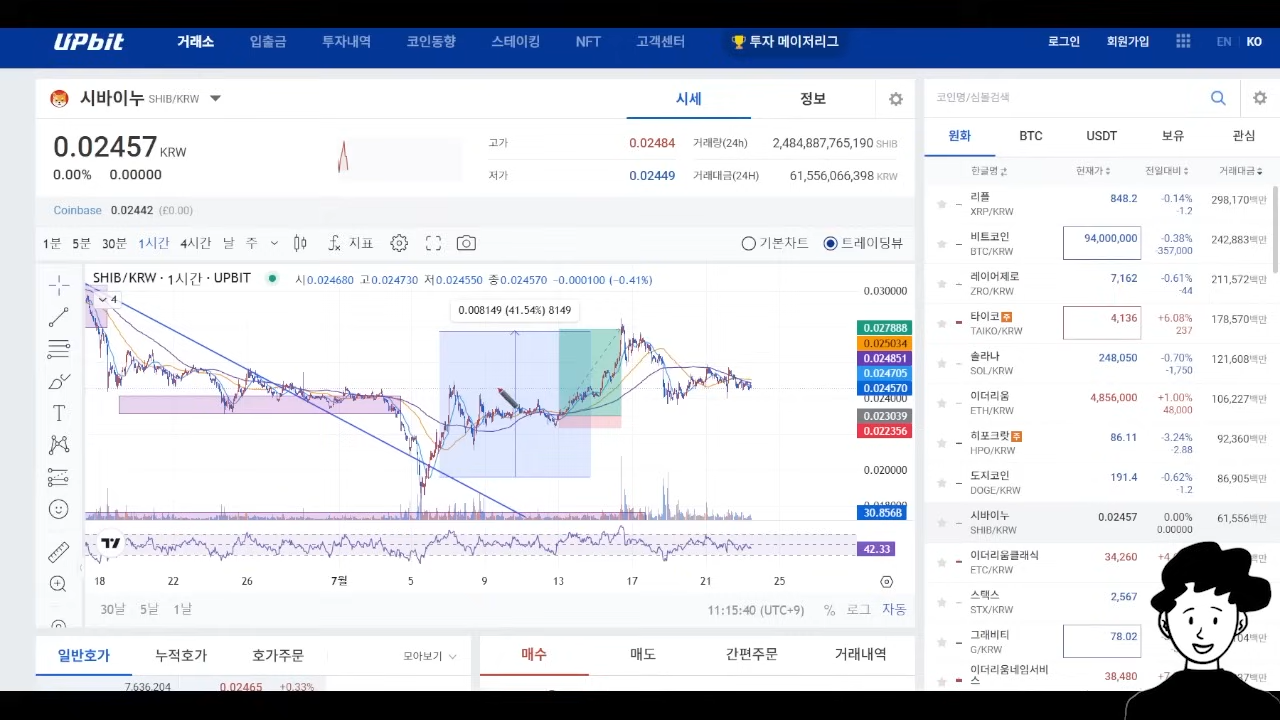 UPbit 거래소 입출금 투자내역 코인동향 스테이킹 NFT 고객센터 🏆 투자 메이저리그 로그인 회원가입 EN KO
시바이누 SHIB/KRW
시세 정보
0.02457 KRW
0.00% 0.00000
고가 0.02484 거래량(24h) 2,484,887,765,190 SHIB
저가 0.02449 거래대금(24H) 61,556,066,398 KRW
Coinbase 0.02442 (£0.00)
1분 5분 30분 1시간 4시간 날 주 지표 기본차트 트레이딩뷰
SHIB/KRW · 1시간 · UPBIT 시0.024680 고0.024730 저0.024550 종0.024570 -0.000100 (-0.41%)
4
0.008149 (41.54%) 8149
0.030000
0.027888
0.025034
0.024851
0.024705
0.024570
0.024000
0.023039
0.022356
0.020000
30.856B
42.33
18 22 26 7월 5 9 13 17 21 25
30날 5날 1날 11:15:40 (UTC+9) % 로그 자동
일반호가 누적호가 호가주문 모아보기
7,636,204 0.02465 +0.33%
매수 매도 간편주문 거래내역
코인명/심볼검색
원화 BTC USDT 보유 관심
한글명 현재가 전일대비 거래대금
리플 848.2 -0.14% 298,170백만
XRP/KRW -1.2
비트코인 94,000,000 -0.38% 242,883백만
BTC/KRW -357,000
레이어제로 7,162 -0.61% 211,572백만
ZRO/KRW -44
타이코 주 4,136 +6.08% 178,570백만
TAIKO/KRW 237
솔라나 248,050 -0.70% 121,608백만
SOL/KRW -1,750
이더리움 4,856,000 +1.00% 106,227백만
ETH/KRW 48,000
히포크랏 주 86.11 -3.24% 92,360백만
HPO/KRW -2.88
도지코인 191.4 -0.62% 86,905백만
DOGE/KRW -1.2
시바이누 0.02457 0.00% 61,556백만
SHIB/KRW 0.00000
이더리움클래식 34,260
ETC/KRW
스택스 2,567
STX/KRW
그래비티 78.02
G/KRW
이더리움네임서비스 38,480